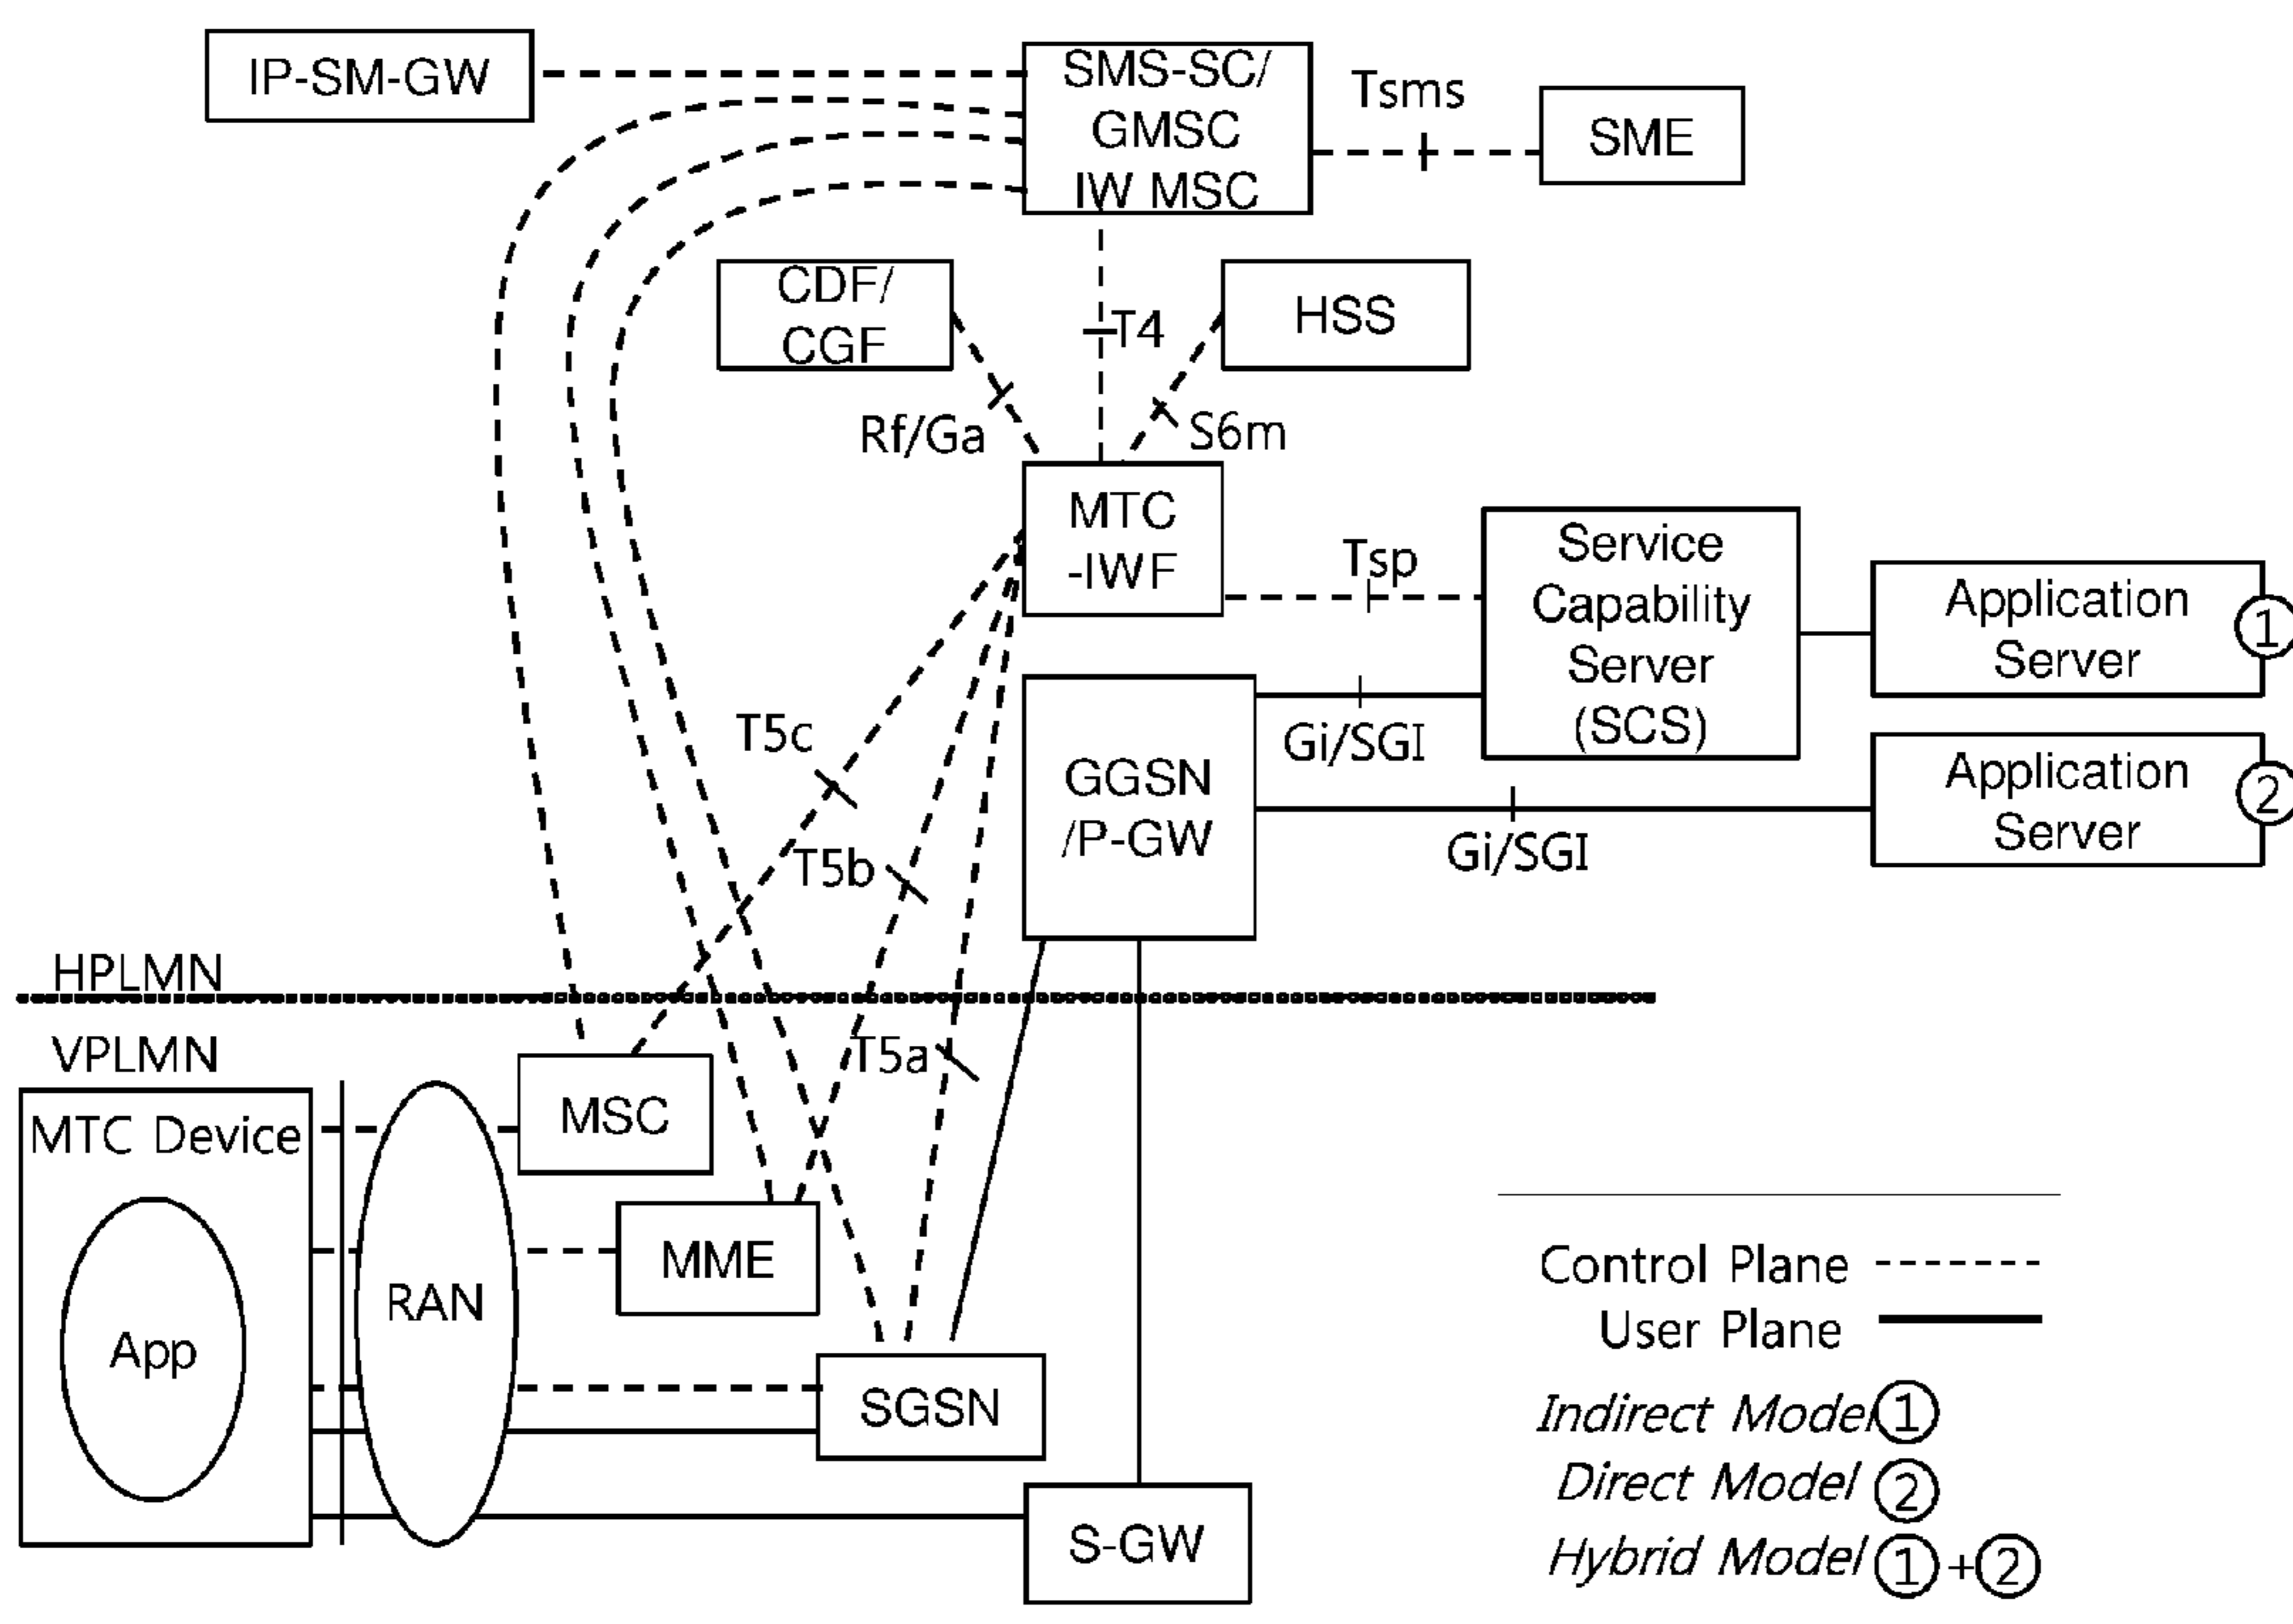 IP-SM-GW
SMS-SC/
GMSC
IW MSC
Tsms
SME
CDF/
CGF
T4
HSS
Rf/Ga
S6m
MTC
-IWF
Tsp
Service
Capability
Server
(SCS)
Application
Server
1
T5c
Gi/SGI
GGSN
/P-GW
Application
Server
2
T5b
Gi/SGI
HPLMN
VPLMN
T5a
MTC Device
MSC
MME
RAN
App
SGSN
S-GW
Control Plane
User Plane
Indirect Model 1
Direct Model 2
Hybrid Model 1 + 2